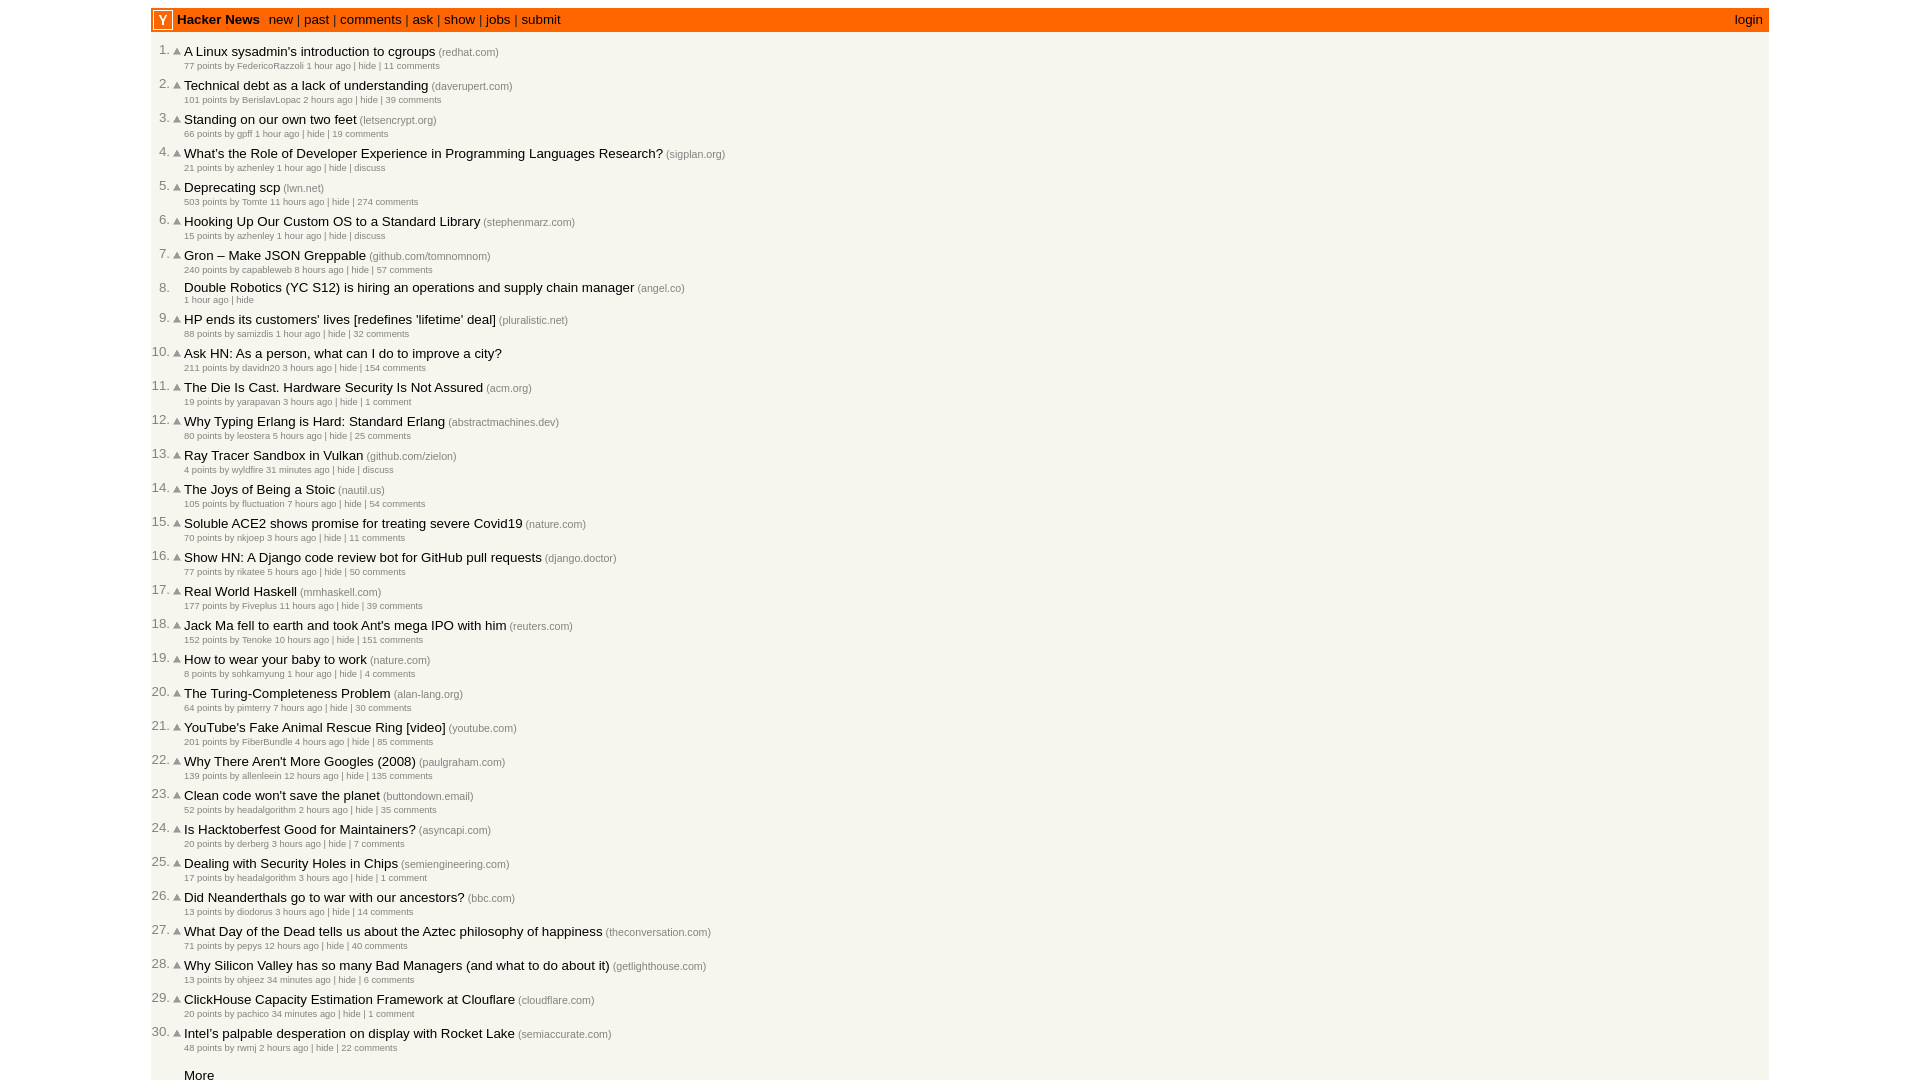 Y Hacker News new | past | comments | ask | show | jobs | submit login
1. A Linux sysadmin's introduction to cgroups (redhat.com)
77 points by FedericoRazzoli 1 hour ago | hide | 11 comments
2. Technical debt as a lack of understanding (daverupert.com)
101 points by BerislavLopac 2 hours ago | hide | 39 comments
3. Standing on our own two feet (letsencrypt.org)
66 points by gpff 1 hour ago | hide | 19 comments
4. What's the Role of Developer Experience in Programming Languages Research? (sigplan.org)
21 points by azhenley 1 hour ago | hide | discuss
5. Deprecating scp (lwn.net)
503 points by Tomte 11 hours ago | hide | 274 comments
6. Hooking Up Our Custom OS to a Standard Library (stephenmarz.com)
15 points by azhenley 1 hour ago | hide | discuss
7. Gron – Make JSON Greppable (github.com/tomnomnom)
240 points by capableweb 8 hours ago | hide | 57 comments
8. Double Robotics (YC S12) is hiring an operations and supply chain manager (angel.co)
1 hour ago | hide
9. HP ends its customers' lives [redefines 'lifetime' deal] (pluralistic.net)
88 points by samizdis 1 hour ago | hide | 32 comments
10. Ask HN: As a person, what can I do to improve a city?
211 points by davidn20 3 hours ago | hide | 154 comments
11. The Die Is Cast. Hardware Security Is Not Assured (acm.org)
19 points by yarapavan 3 hours ago | hide | 1 comment
12. Why Typing Erlang is Hard: Standard Erlang (abstractmachines.dev)
80 points by leostera 5 hours ago | hide | 25 comments
13. Ray Tracer Sandbox in Vulkan (github.com/zielon)
4 points by wyldfire 31 minutes ago | hide | discuss
14. The Joys of Being a Stoic (nautil.us)
105 points by fluctuation 7 hours ago | hide | 54 comments
15. Soluble ACE2 shows promise for treating severe Covid19 (nature.com)
70 points by nkjoep 3 hours ago | hide | 11 comments
16. Show HN: A Django code review bot for GitHub pull requests (django.doctor)
77 points by rikatee 5 hours ago | hide | 50 comments
17. Real World Haskell (mmhaskell.com)
177 points by Fiveplus 11 hours ago | hide | 39 comments
18. Jack Ma fell to earth and took Ant's mega IPO with him (reuters.com)
152 points by Tenoke 10 hours ago | hide | 151 comments
19. How to wear your baby to work (nature.com)
8 points by sohkamyung 1 hour ago | hide | 4 comments
20. The Turing-Completeness Problem (alan-lang.org)
64 points by pimterry 7 hours ago | hide | 30 comments
21. YouTube's Fake Animal Rescue Ring [video] (youtube.com)
201 points by FiberBundle 4 hours ago | hide | 85 comments
22. Why There Aren't More Googles (2008) (paulgraham.com)
139 points by allenleein 12 hours ago | hide | 135 comments
23. Clean code won't save the planet (buttondown.email)
52 points by headalgorithm 2 hours ago | hide | 35 comments
24. Is Hacktoberfest Good for Maintainers? (asyncapi.com)
20 points by derberg 3 hours ago | hide | 7 comments
25. Dealing with Security Holes in Chips (semiengineering.com)
17 points by headalgorithm 3 hours ago | hide | 1 comment
26. Did Neanderthals go to war with our ancestors? (bbc.com)
13 points by diodorus 3 hours ago | hide | 14 comments
27. What Day of the Dead tells us about the Aztec philosophy of happiness (theconversation.com)
71 points by pepys 12 hours ago | hide | 40 comments
28. Why Silicon Valley has so many Bad Managers (and what to do about it) (getlighthouse.com)
13 points by ohjeez 34 minutes ago | hide | 6 comments
29. ClickHouse Capacity Estimation Framework at Clouflare (cloudflare.com)
20 points by pachico 34 minutes ago | hide | 1 comment
30. Intel's palpable desperation on display with Rocket Lake (semiaccurate.com)
48 points by rwmj 2 hours ago | hide | 22 comments
More